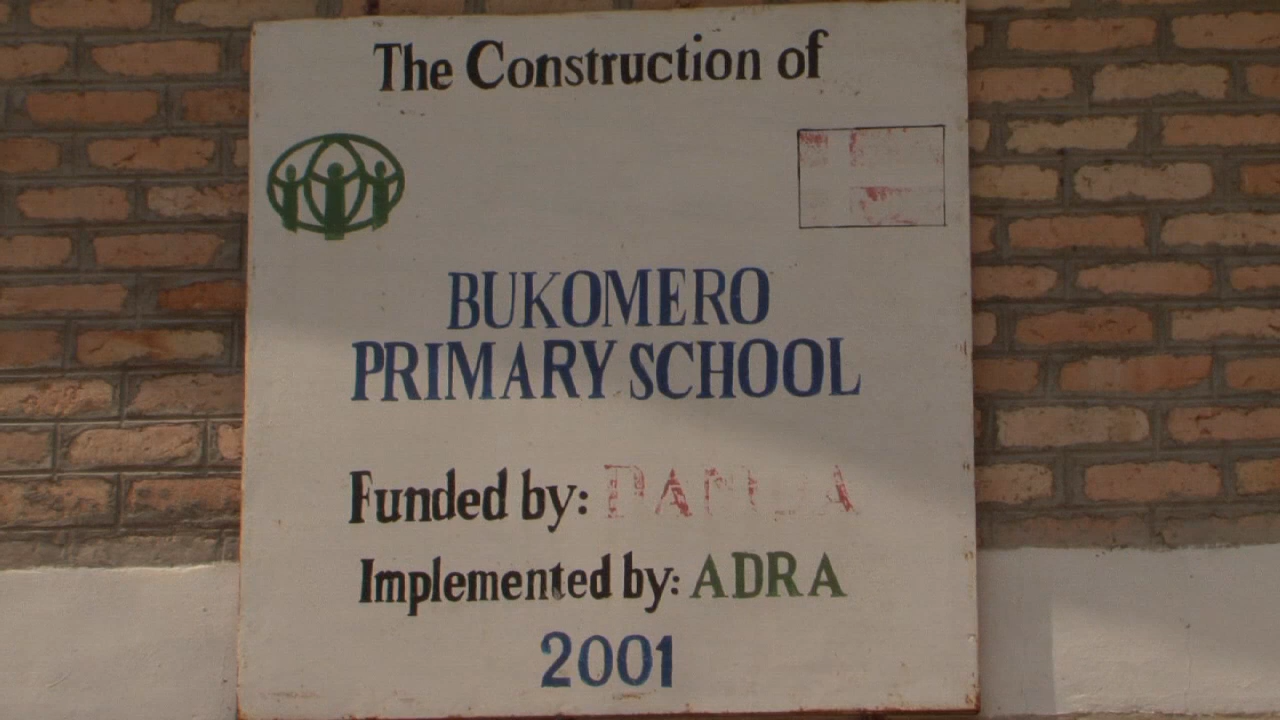 The Construction of
BUKOMERO
PRIMARY SCHOOL
Funded by:
Implemented by: ADRA
2001